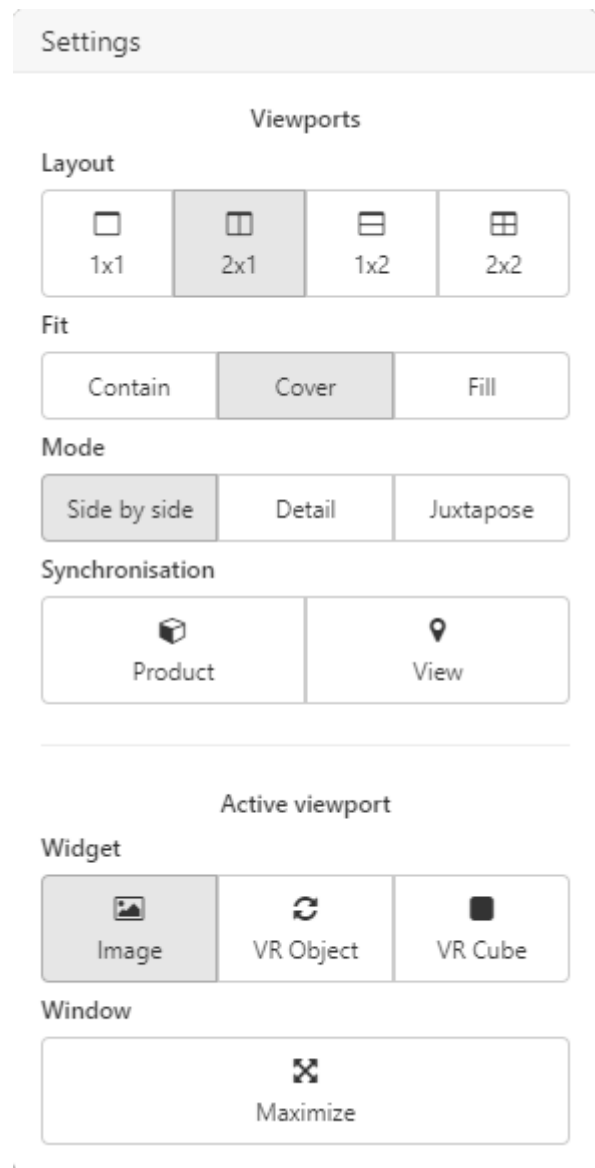 Settings
Viewports
Layout
1x1 2x1 1x2 2x2
Fit
Contain Cover Fill
Mode
Side by side Detail Juxtapose
Synchronisation
Product View
Active viewport
Widget
Image VR Object VR Cube
Window
Maximize